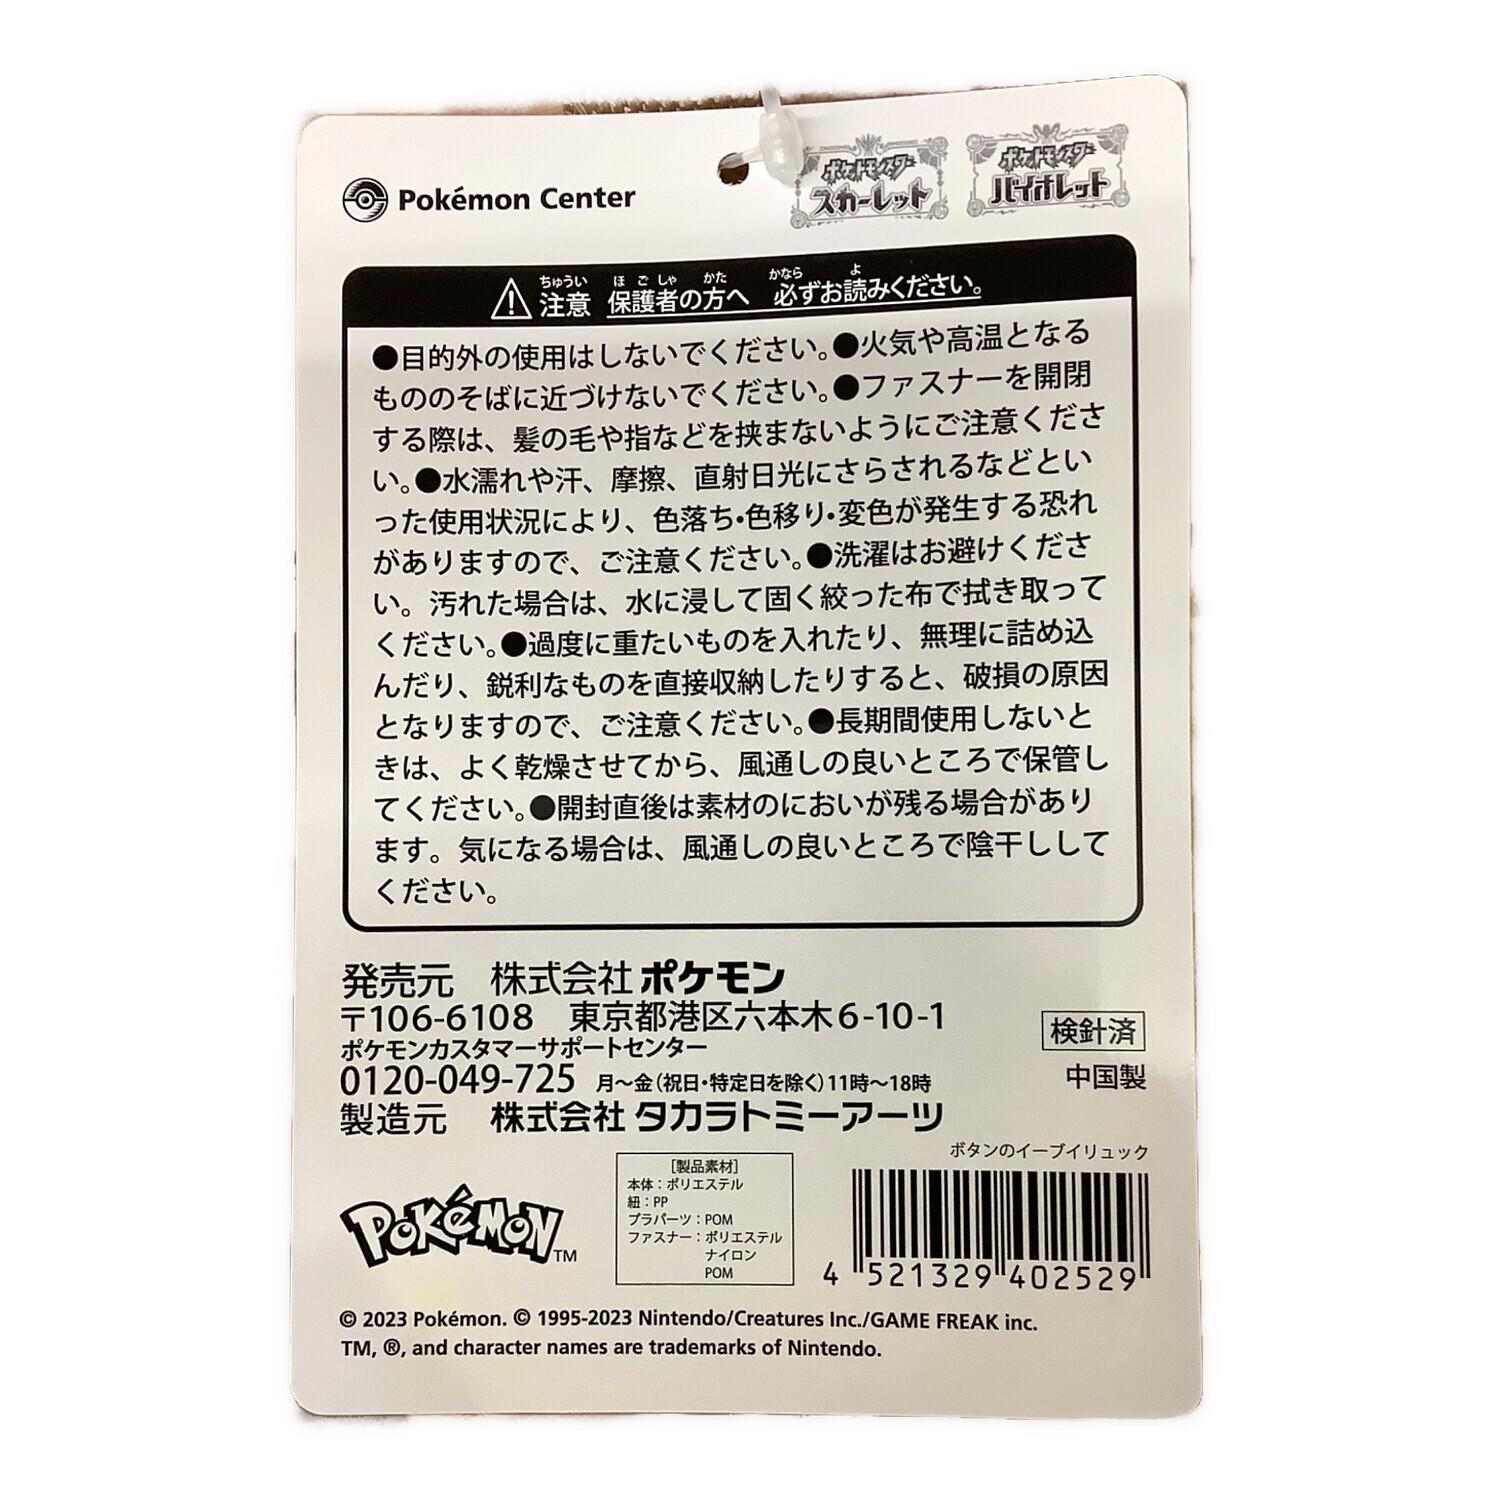 Pokémon Center
ポケットモンスター
スカーレット
ポケットモンスター
バイオレット
ちゅうい ほごしゃ かた かなら よ
注意 保護者の方へ 必ずお読みください。
●目的外の使用はしないでください。●火気や高温となる
もののそばに近づけないでください。●ファスナーを開閉
する際は、髪の毛や指などを挟まないようにご注意くださ
い。●水濡れや汗、摩擦、直射日光にさらされるなどとい
った使用状況により、色落ち・色移り・変色が発生する恐れ
がありますので、ご注意ください。●洗濯はお避けくださ
い。汚れた場合は、水に浸して固く絞った布で拭き取って
ください。●過度に重たいものを入れたり、無理に詰め込
んだり、鋭利なものを直接収納したりすると、破損の原因
となりますので、ご注意ください。●長期間使用しないと
きは、よく乾燥させてから、風通しの良いところで保管し
てください。●開封直後は素材のにおいが残る場合があり
ます。気になる場合は、風通しの良いところで陰干しして
ください。
発売元 株式会社 ポケモン
〒106-6108 東京都港区六本木6-10-1
ポケモンカスタマーサポートセンター
0120-049-725 月～金（祝日・特定日を除く）11時～18時
製造元 株式会社 タカラトミーアーツ
検針済
中国製
ボタンのイーブイリュック
POKéMON TM
[製品素材]
本体：ポリエステル
紐：PP
プラパーツ：POM
ファスナー：ポリエステル
ナイロン
POM
4 521329 402529
© 2023 Pokémon. © 1995-2023 Nintendo/Creatures Inc./GAME FREAK inc.
TM, ®, and character names are trademarks of Nintendo.